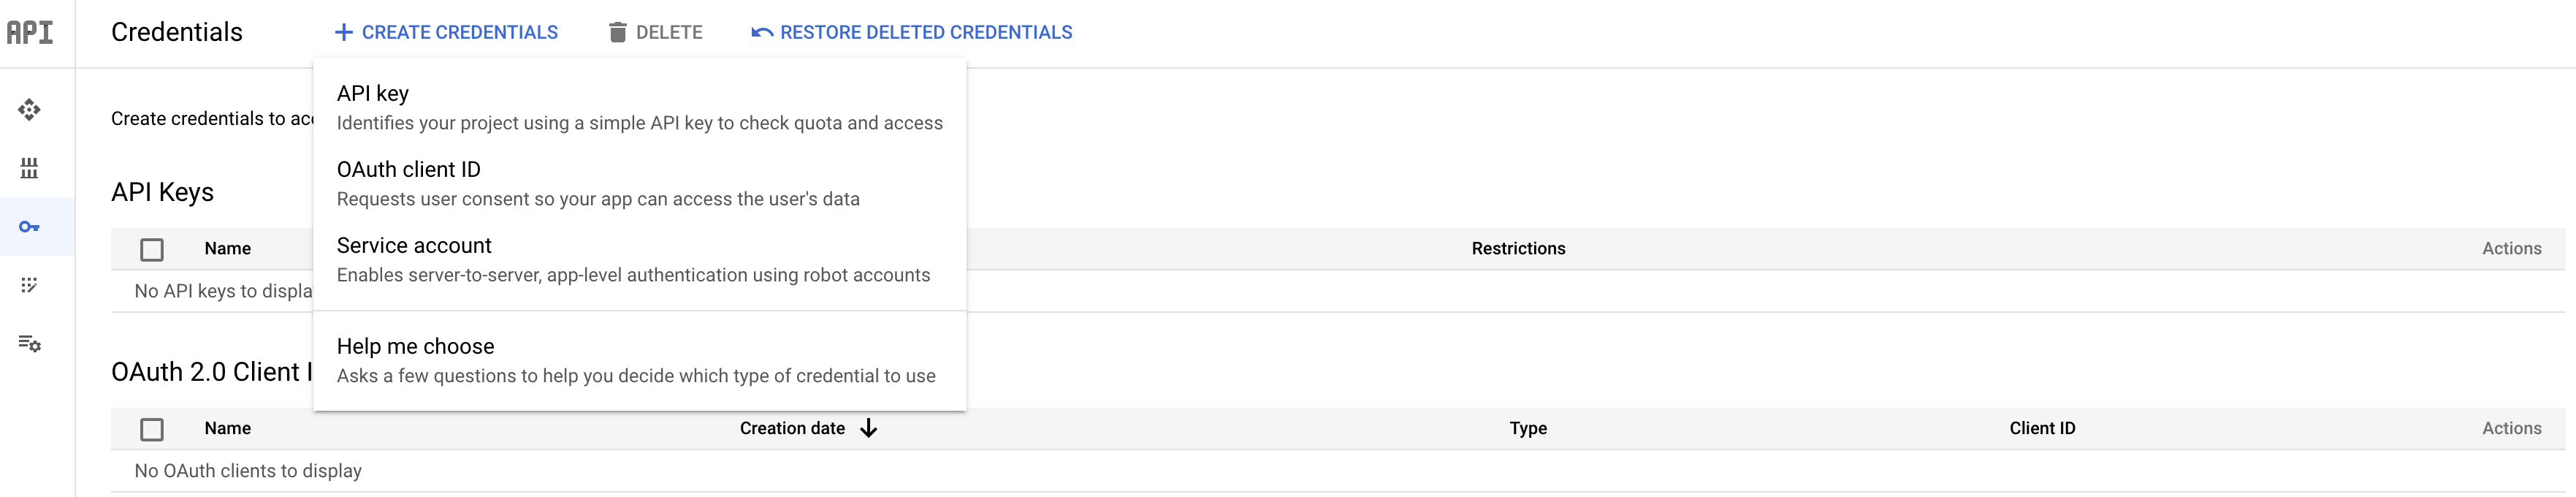 API
Credentials
CREATE CREDENTIALS
DELETE
RESTORE DELETED CREDENTIALS
Create credentials to acc
API key
Identifies your project using a simple API key to check quota and access
OAuth client ID
Requests user consent so your app can access the user's data
Service account
Enables server-to-server, app-level authentication using robot accounts
Help me choose
Asks a few questions to help you decide which type of credential to use
API Keys
Name
Restrictions
Actions
No API keys to displa
OAuth 2.0 Client I
Name
Creation date
Type
Client ID
Actions
No OAuth clients to display